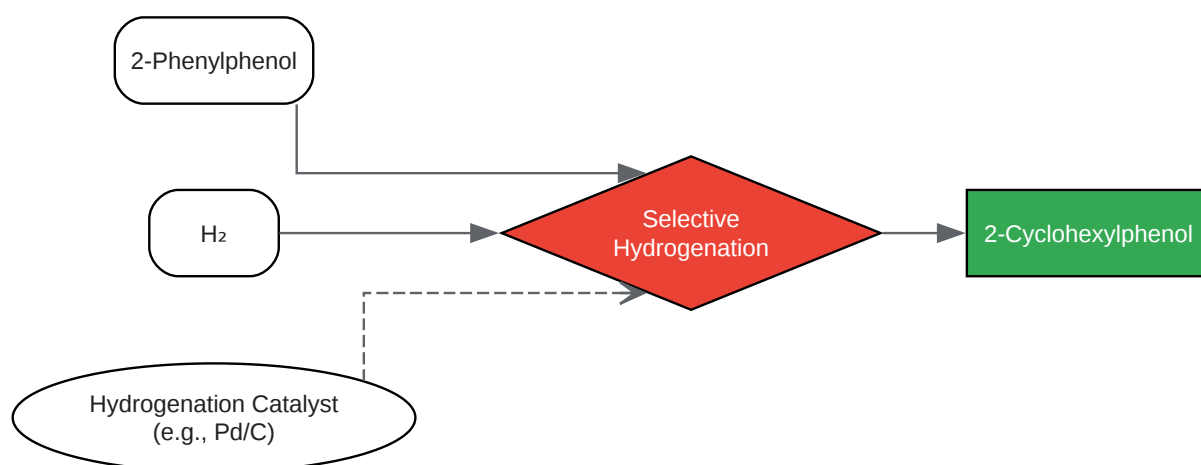 2-Phenylphenol
H₂
Selective
Hydrogenation
2-Cyclohexylphenol
Hydrogenation Catalyst
(e.g., Pd/C)